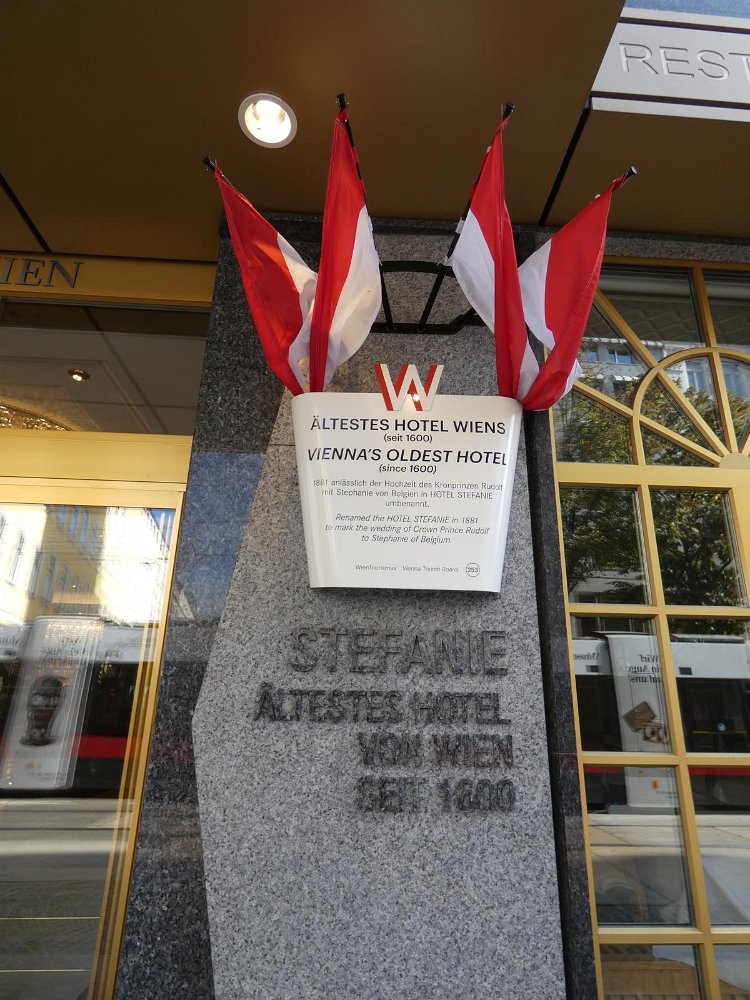 REST
IEN
W
ÄLTESTES HOTEL WIENS
(seit 1600)
VIENNA'S OLDEST HOTEL
(since 1600)
1881 anlässlich der Hochzeit des Kronprinzen Rudolf
mit Stephanie von Belgien in HOTEL STEFANIE
umbenannt.
Renamed the HOTEL STEFANIE in 1881
to mark the wedding of Crown Prince Rudolf
to Stephanie of Belgium.
WienTourismus Vienna Tourist Board 253
STEFANIE
ÄLTESTES HOTEL
VON WIEN
SEIT 1600